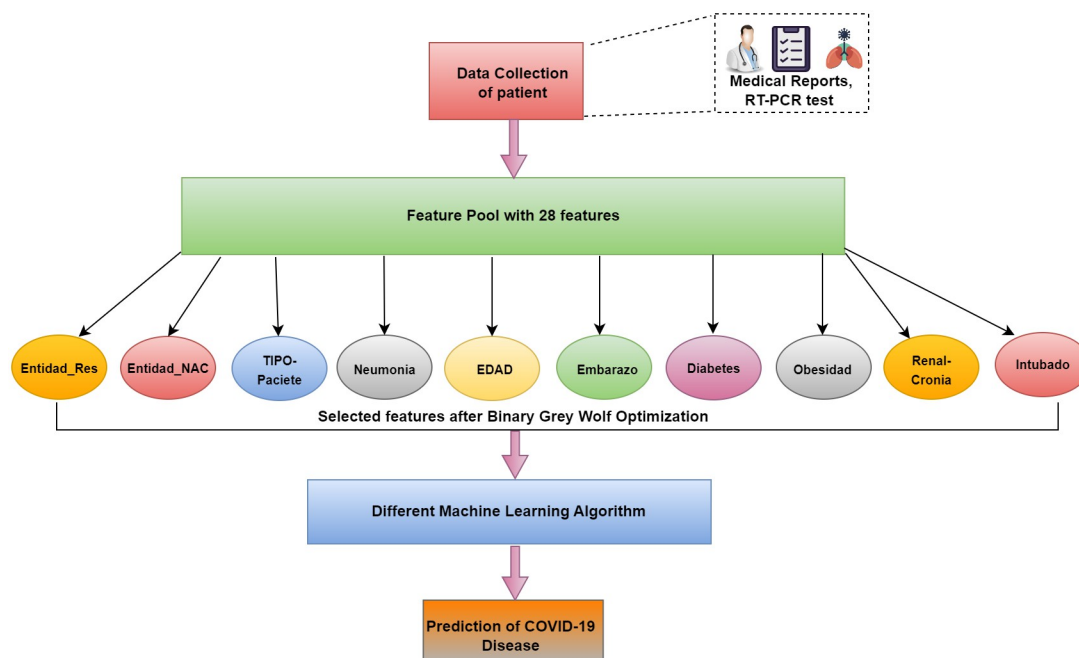 Data Collection
of patient
Medical Reports,
RT-PCR test
Feature Pool with 28 features
Entidad_Res
Entidad_NAC
TIPO-
Paciete
Neumonia
EDAD
Embarazo
Diabetes
Obesidad
Renal-
Cronia
Intubado
Selected features after Binary Grey Wolf Optimization
Different Machine Learning Algorithm
Prediction of COVID-19
Disease